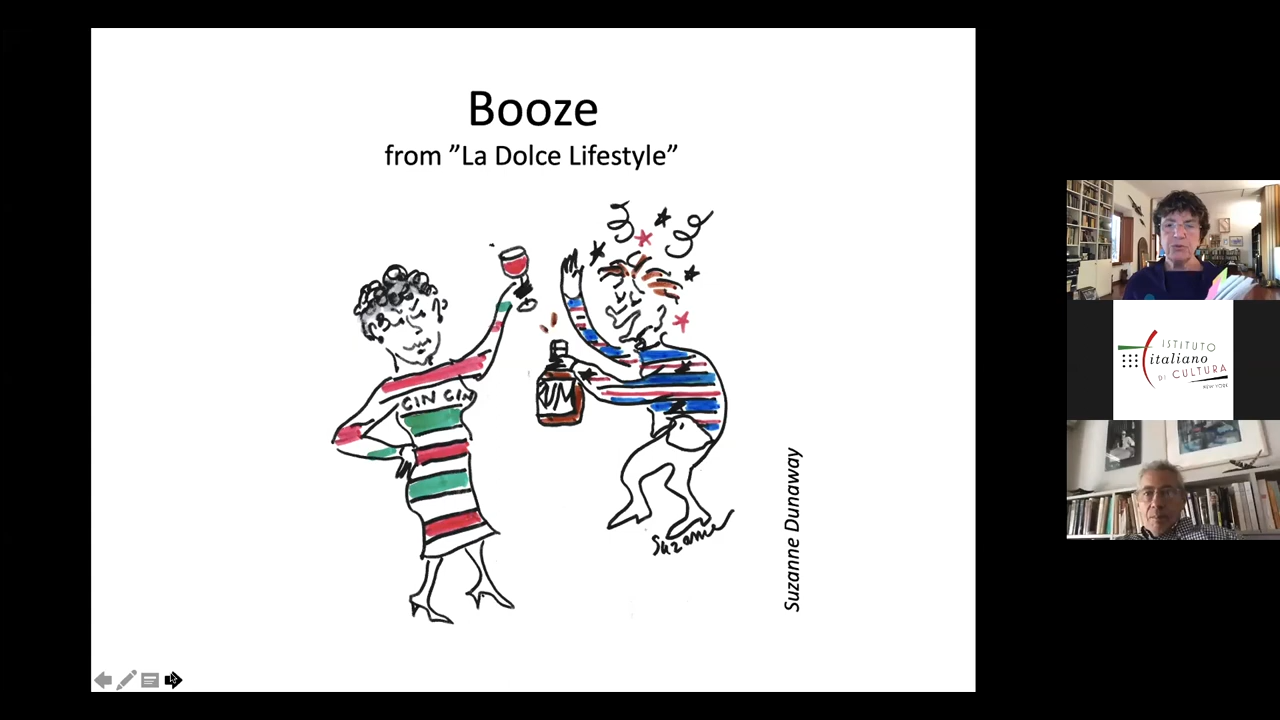 Booze
from ”La Dolce Lifestyle”
CIN CIN
RUM
Suzanne
Suzanne Dunaway
ISTITUTO
italiano
DI CULTURA
NEW YORK